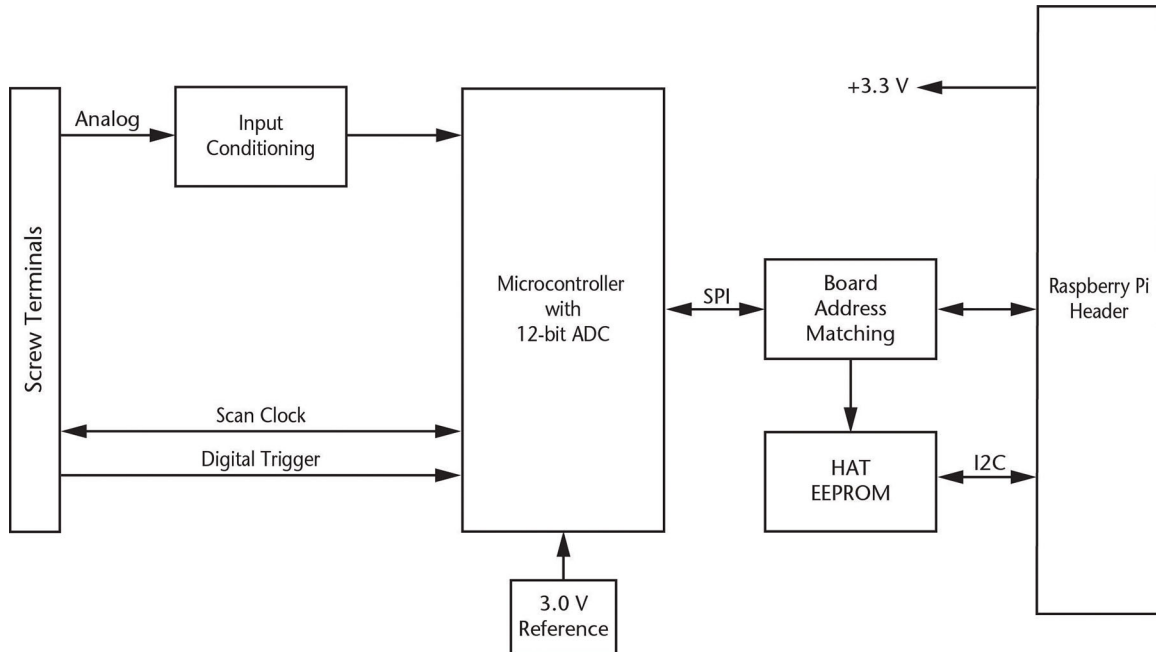 +3.3 V
Analog
Input
Conditioning
Screw Terminals
Microcontroller
with
12-bit ADC
SPI
Board
Address
Matching
Raspberry Pi
Header
Scan Clock
Digital Trigger
HAT
EEPROM
I2C
3.0 V
Reference